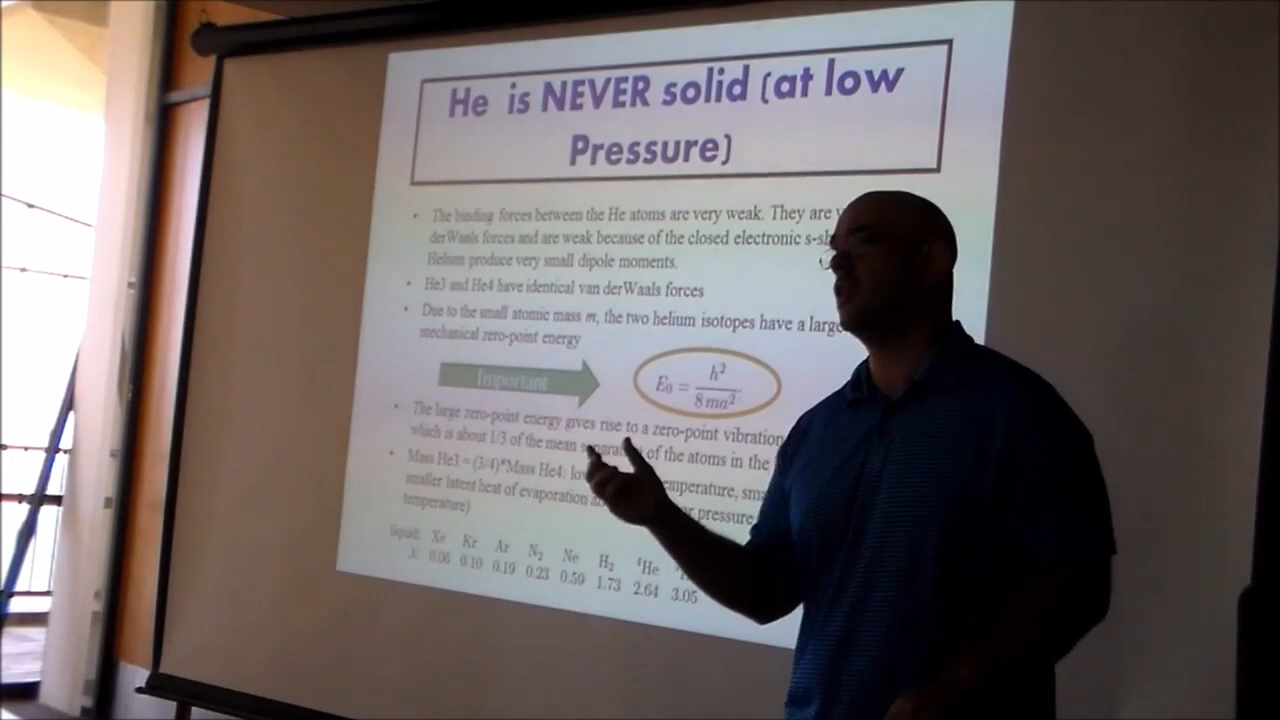 He is NEVER solid (at low
Pressure)
• The binding forces between the He atoms are very weak. They are
derWaals forces and are weak because of the closed electronic
Helium produce very small dipole moments.
• He3 and He4 have identical van derWaals forces
• Due to the small atomic mass m, the two helium isotopes have a large
mechanical zero-point energy
Important
E₀ = h² / 8ma²
• The large zero-point energy gives rise to a zero-point vibration
which is about 1/3 of the mean of the atoms in the
• Mass He3 = (3/4)*Mass He4:
smaller latent heat of evaporation pressure
temperature)
liquid: Xe Kr Ar N₂ Ne H₂ ⁴He
λ: 0.06 0.10 0.19 0.23 0.59 1.73 2.64 3.05